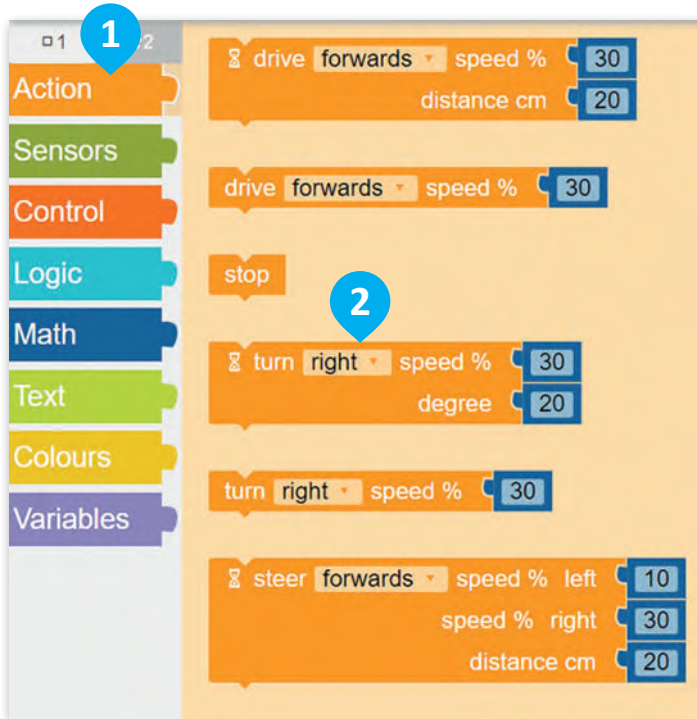 1 1 2
Action
Sensors
Control
Logic
Math
Text
Colours
Variables
drive forwards speed % 30
distance cm 20
drive forwards speed % 30
stop
2
turn right speed % 30
degree 20
turn right speed % 30
steer forwards speed % left 10
speed % right 30
distance cm 20